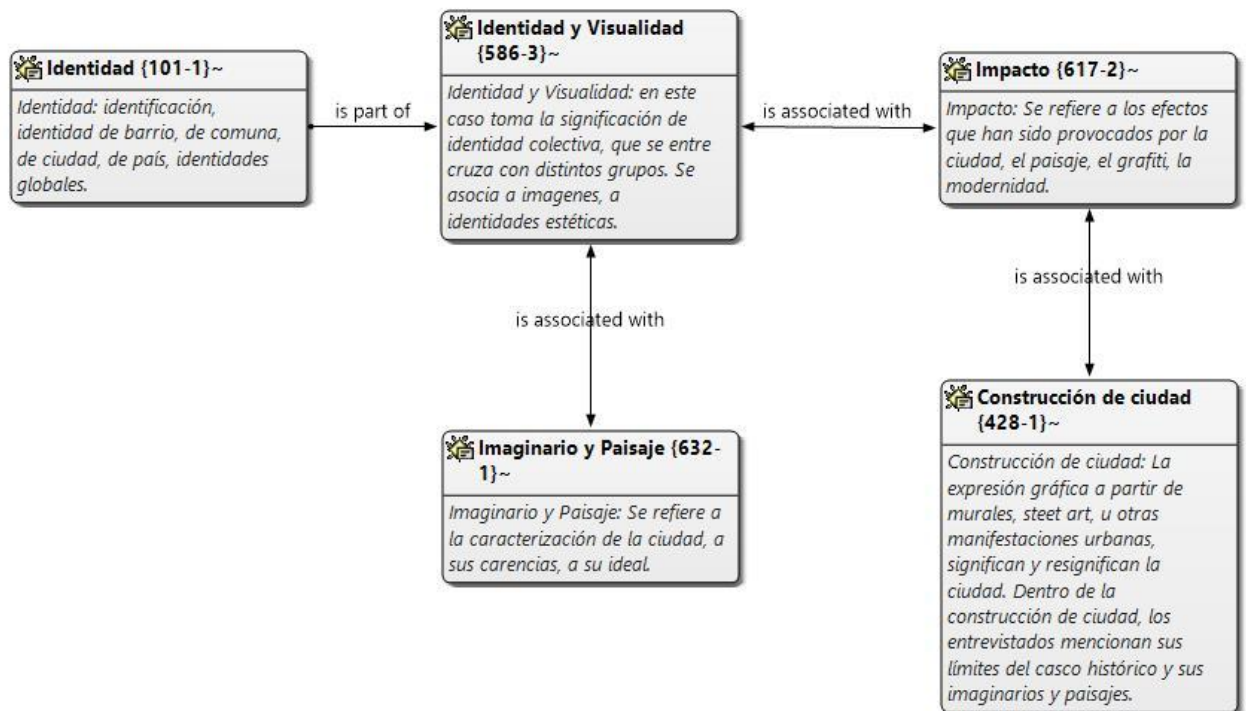 Identidad {101-1}~
Identidad: identificación,
identidad de barrio, de comuna,
de ciudad, de país, identidades
globales.
is part of
Identidad y Visualidad
{586-3}~
Identidad y Visualidad: en este
caso toma la significación de
identidad colectiva, que se entre
cruza con distintos grupos. Se
asocia a imagenes, a
identidades estéticas.
is associated with
Impacto {617-2}~
Impacto: Se refiere a los efectos
que han sido provocados por la
ciudad, el paisaje, el grafiti, la
modernidad.
is associated with
is associated with
Imaginario y Paisaje {632-
1}~
Imaginario y Paisaje: Se refiere a
la caracterización de la ciudad, a
sus carencias, a su ideal.
Construcción de ciudad
{428-1}~
Construcción de ciudad: La
expresión gráfica a partir de
murales, steet art, u otras
manifestaciones urbanas,
significan y resignifican la
ciudad. Dentro de la
construcción de ciudad, los
entrevistados mencionan sus
límites del casco histórico y sus
imaginarios y paisajes.